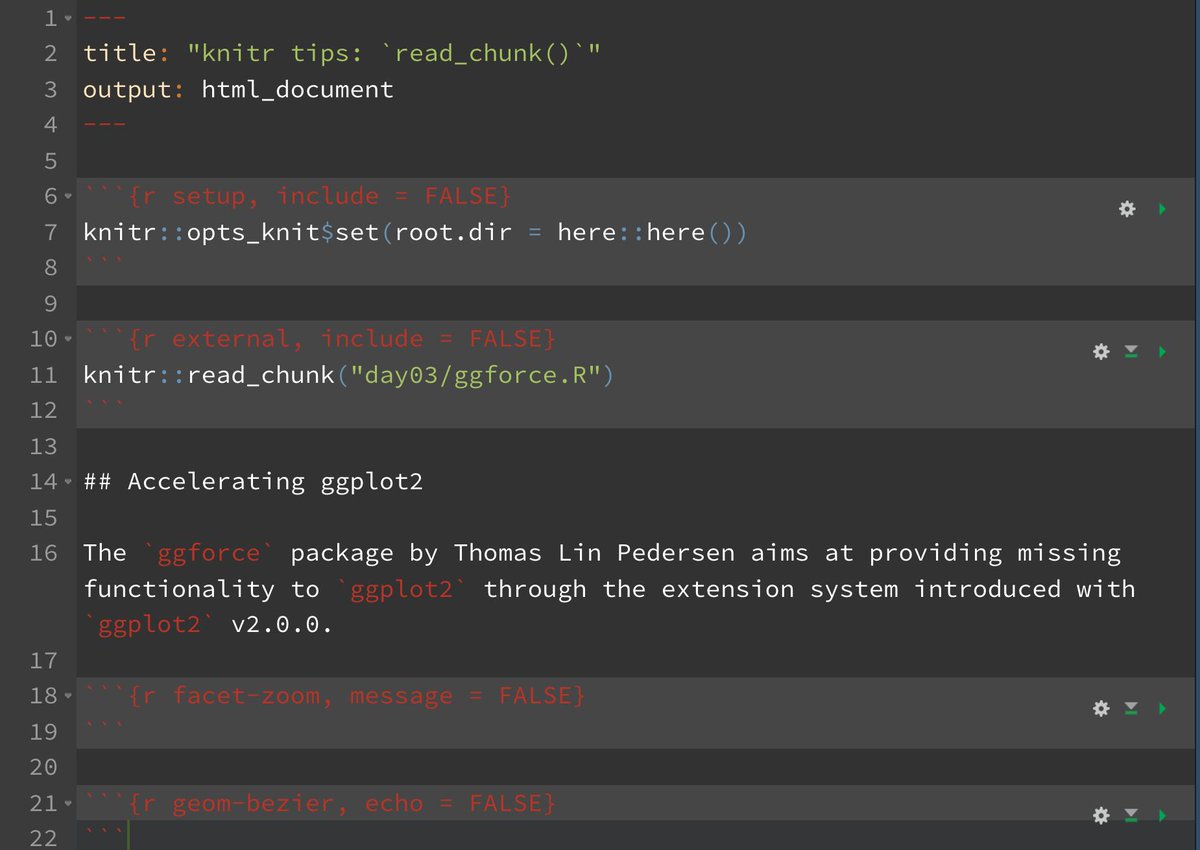 1 ---
2 title: "knitr tips: `read_chunk()`"
3 output: html_document
4 ---
5
6 ```{r setup, include = FALSE}
7 knitr::opts_knit$set(root.dir = here::here())
8 ```
9
10 ```{r external, include = FALSE}
11 knitr::read_chunk("day03/ggforce.R")
12 ```
13
14 ## Accelerating ggplot2
15
16 The `ggforce` package by Thomas Lin Pedersen aims at providing missing
functionality to `ggplot2` through the extension system introduced with
`ggplot2` v2.0.0.
17
18 ```{r facet-zoom, message = FALSE}
19 ```
20
21 ```{r geom-bezier, echo = FALSE}
22 ```